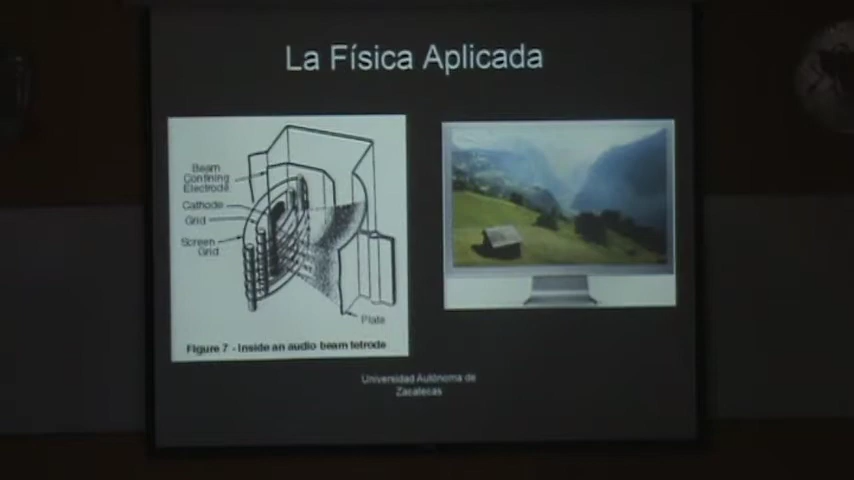 La Física Aplicada
Beam
Confining
Electrode
Cathode
Grid
Screen
Grid
Plate
Figure 7 - Inside an audio beam tetrode
Universidad Autónoma de
Zacatecas